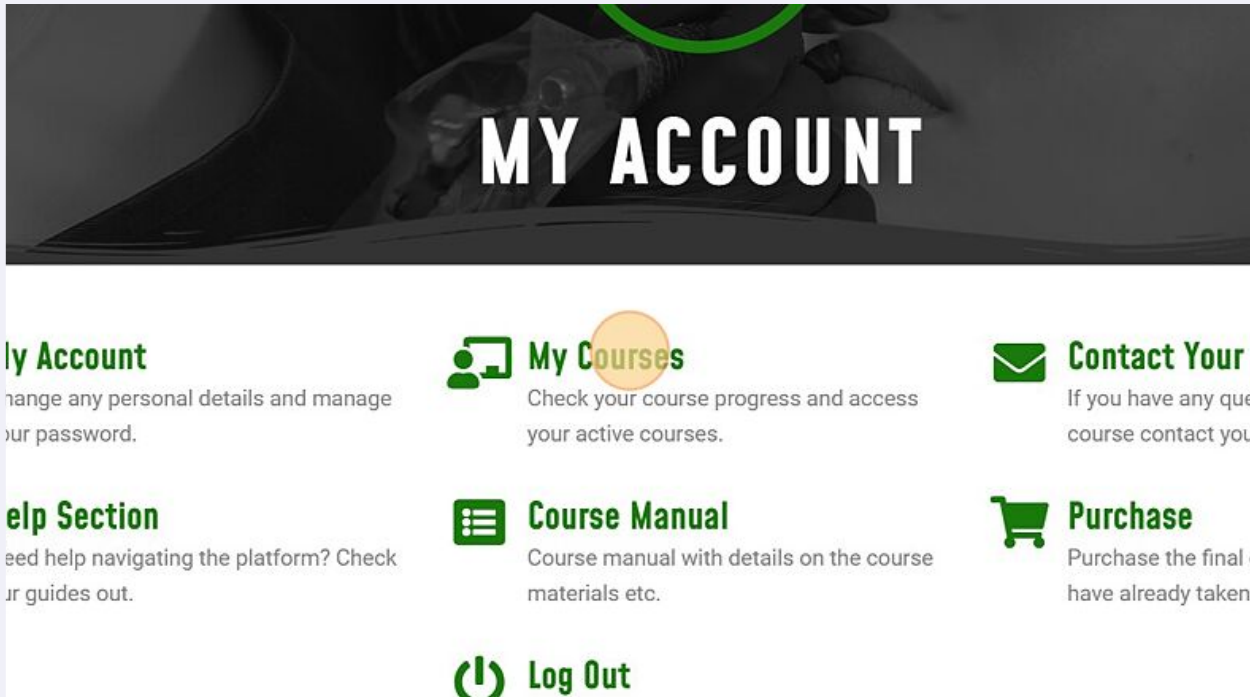 MY ACCOUNT
ly Account
hange any personal details and manage
our password.
My Courses
Check your course progress and access
your active courses.
Contact Your
If you have any que
course contact you
elp Section
eed help navigating the platform? Check
ur guides out.
Course Manual
Course manual with details on the course
materials etc.
Purchase
Purchase the final
have already taken
Log Out